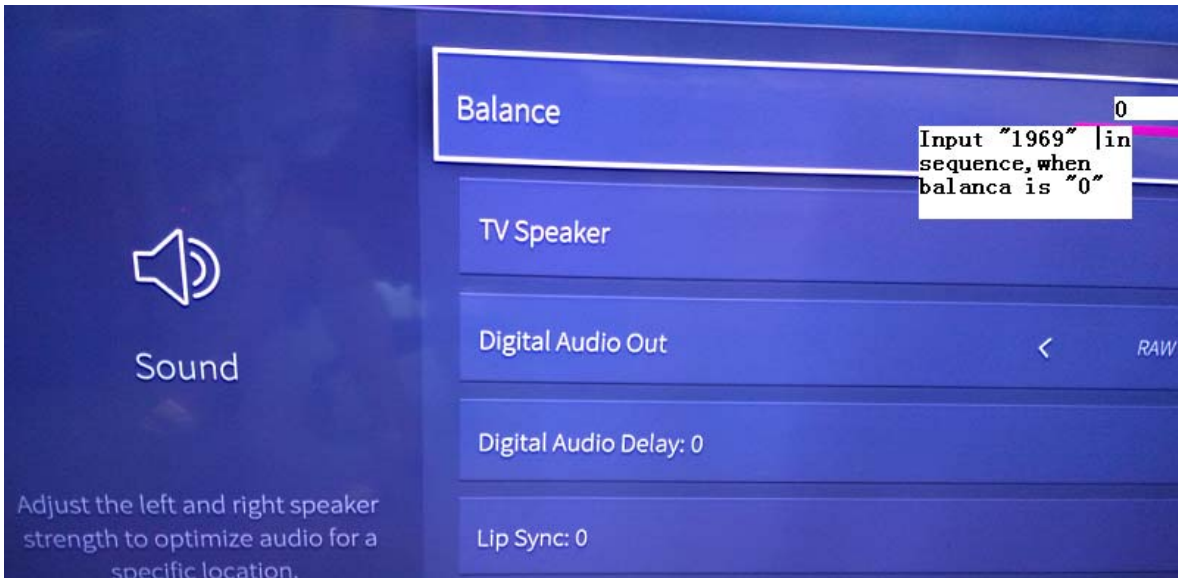 Balance
0
Input "1969" in
sequence,when
balanca is "0"
TV Speaker
Digital Audio Out
< RAW
Sound
Digital Audio Delay: 0
Adjust the left and right speaker
strength to optimize audio for a
specific location.
Lip Sync: 0